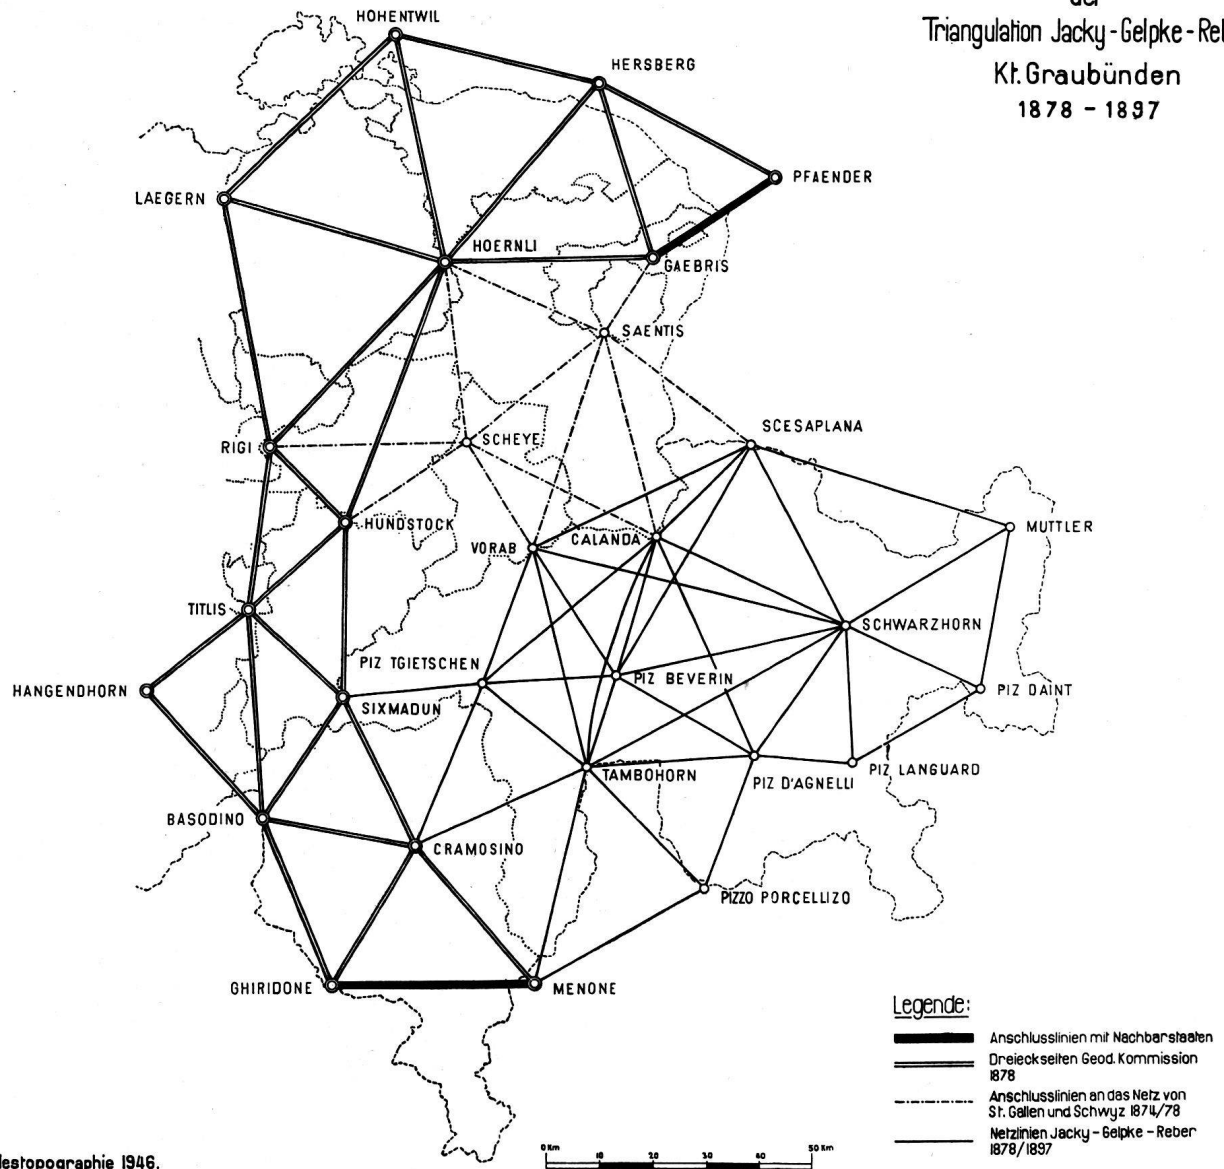 der
Triangulation Jacky-Gelpke-Reb
Kt. Graubünden
1878 - 1897
HOHENTWIL
HERSBERG
PFAENDER
LAEGERN
HOERNLI
GAEBRIS
SAENTIS
SCESAPLANA
RIGI
SCHEYE
HUNDSTOCK
VORAB
CALANDA
MUTTLER
TITLIS
SCHWARZHORN
PIZ TGIETSCHEN
PIZ BEVERIN
PIZ DAINT
HANGENDHORN
SIXMADUN
TAMBOHORN
PIZ D'AGNELLI
PIZ LANGUARD
BASODINO
CRAMOSINO
PIZZO PORCELLIZO
GHIRIDONE
MENONE
Legende:
Anschlusslinien mit Nachbarstaaten
Dreieckseiten Geod. Kommission
1878
Anschlusslinien an das Netz von
St. Gallen und Schwyz 1874/78
Netzlinien Jacky-Gelpke-Reber
1878/1897
0 Km 10 20 30 40 50 Km
destopographie 1946.